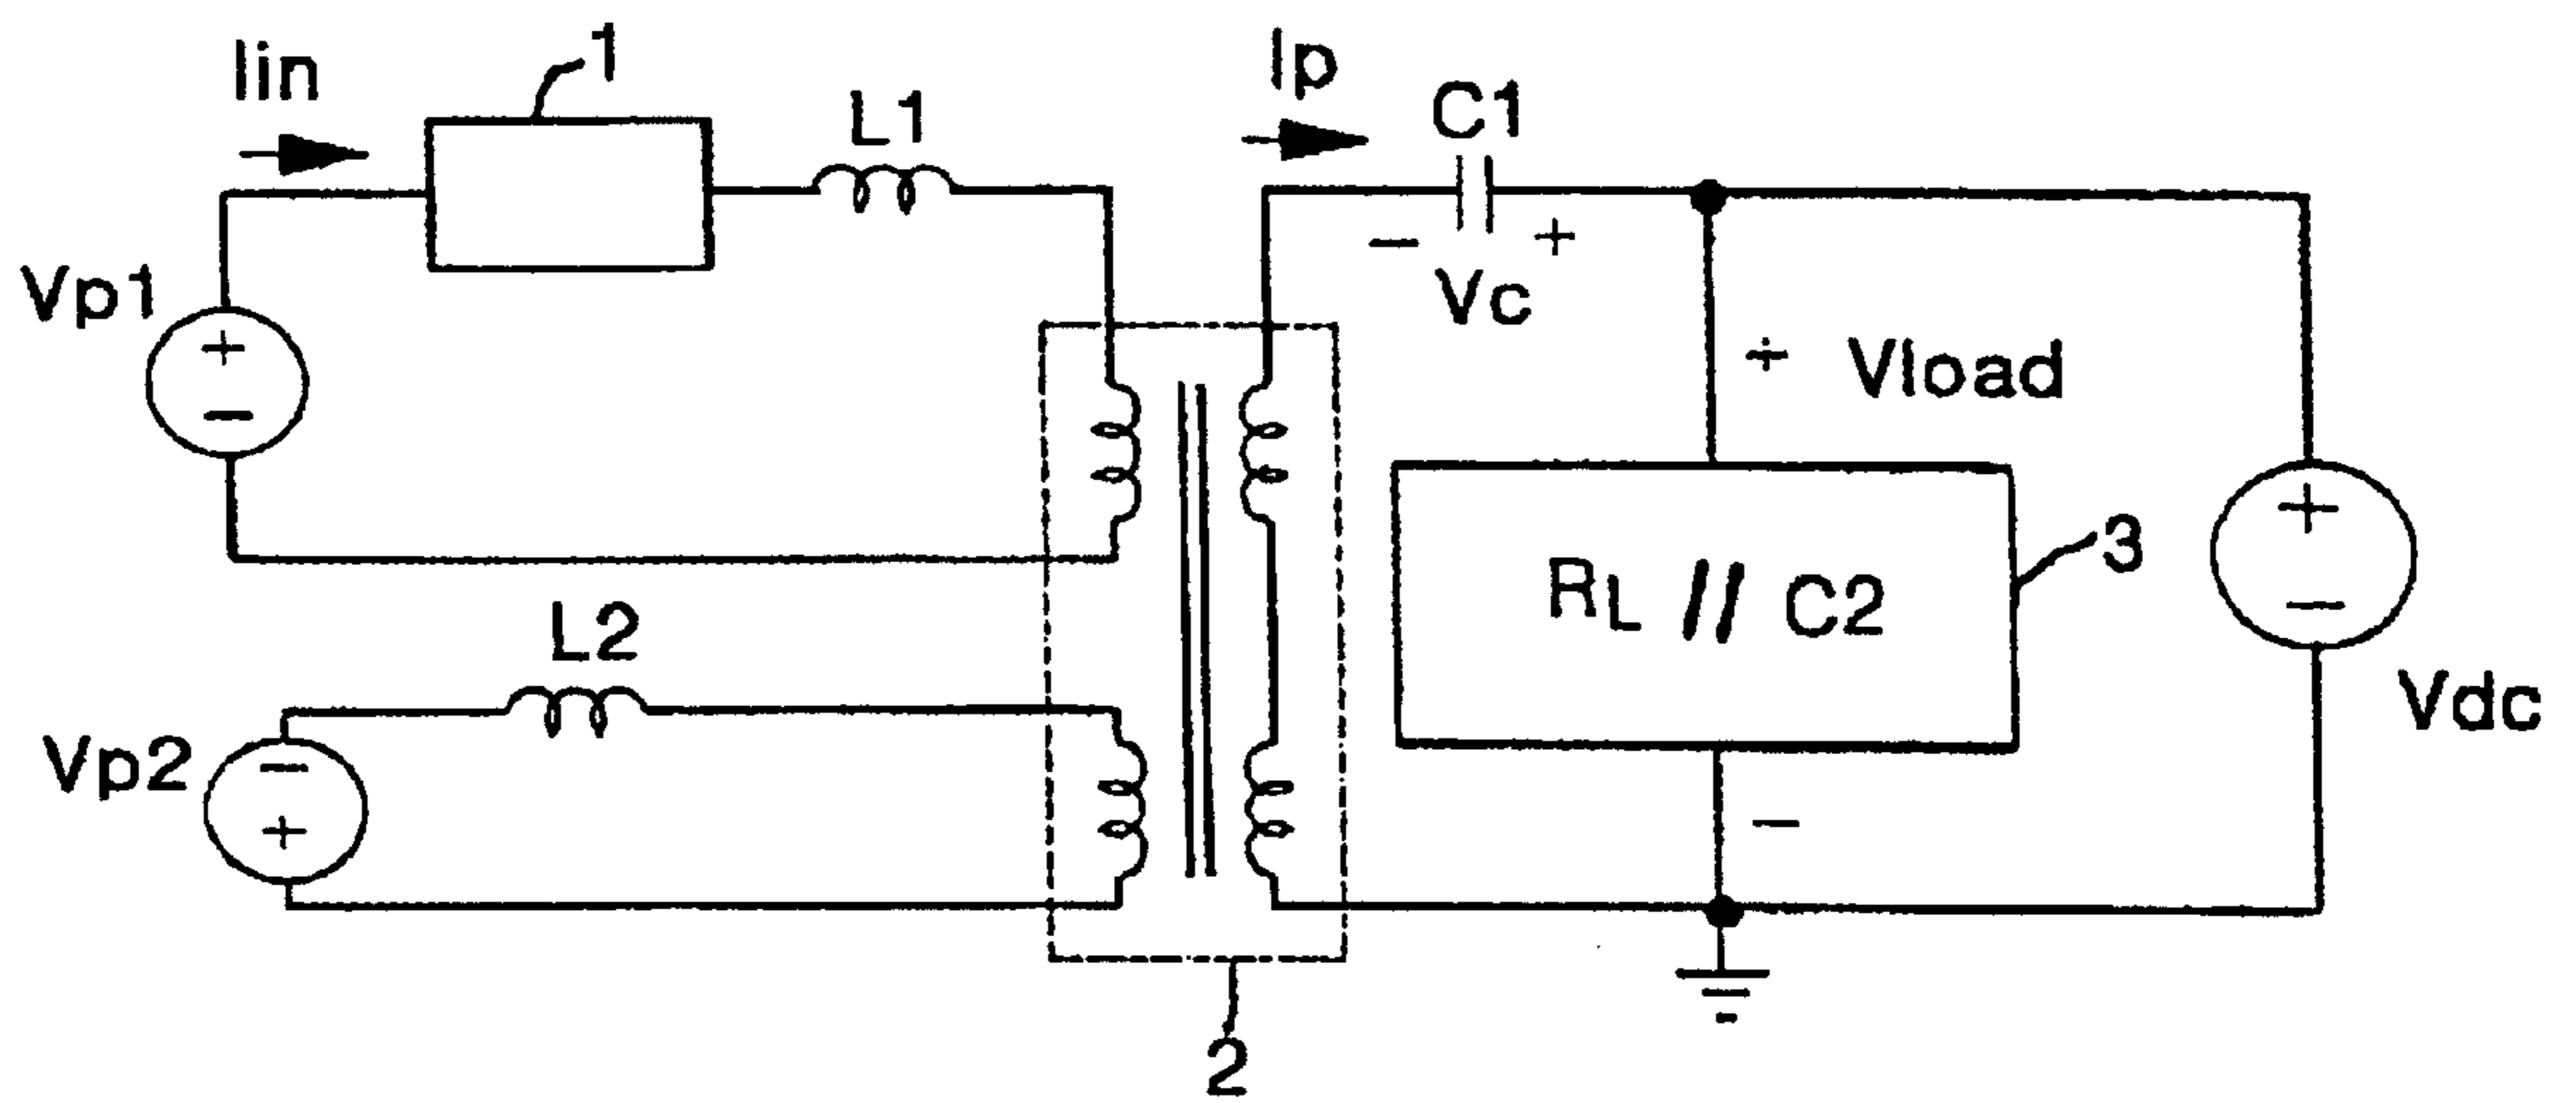 Iin
1
L1
Ip
C1
Vp1
+
−
− +
Vc
+ Vload
L2
Vp2
−
+
RL // C2
3
+
−
Vdc
−
2